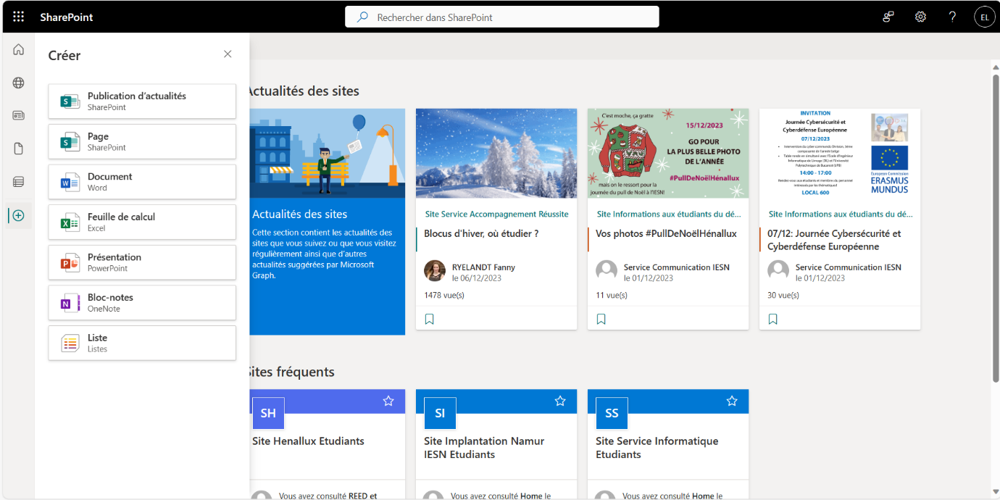 SharePoint
Rechercher dans SharePoint
EL
Créer
S
Publication d’actualités
SharePoint
S
Page
SharePoint
W
Document
Word
X
Feuille de calcul
Excel
P
Présentation
PowerPoint
N
Bloc-notes
OneNote
Liste
Listes
Actualités des sites
Actualités des sites
Cette section contient les actualités des
sites que vous suivez ou que vous visitez
régulièrement ainsi que d'autres
actualités suggérées par Microsoft
Graph.
Site Service Accompagnement Réussite
Blocus d'hiver, où étudier ?
RYELANDT Fanny
le 06/12/2023
1478 vue(s)
C'est moche, ça gratte
15/12/2023
GO POUR
LA PLUS BELLE PHOTO
DE L'ANNÉE
#PullDeNoëlHénallux
mais on le ressort pour la
journée du pull de Noël à l'IESN!
Site Informations aux étudiants du dé...
Vos photos #PullDeNoëlHénallux
Service Communication IESN
le 01/12/2023
11 vue(s)
INVITATION
Journée Cybersécurité et
Cyberdéfense Européenne
07/12/2023
14:00 - 17:00
LOCAL 600
European Commission
ERASMUS
MUNDUS
Site Informations aux étudiants du dé...
07/12: Journée Cybersécurité et
Cyberdéfense Européenne
Service Communication IESN
le 01/12/2023
30 vue(s)
Sites fréquents
SH
Site Henallux Etudiants
Vous avez consulté REED et
SI
Site Implantation Namur
IESN Etudiants
Vous avez consulté Home le
SS
Site Service Informatique
Etudiants
Vous avez consulté Home le